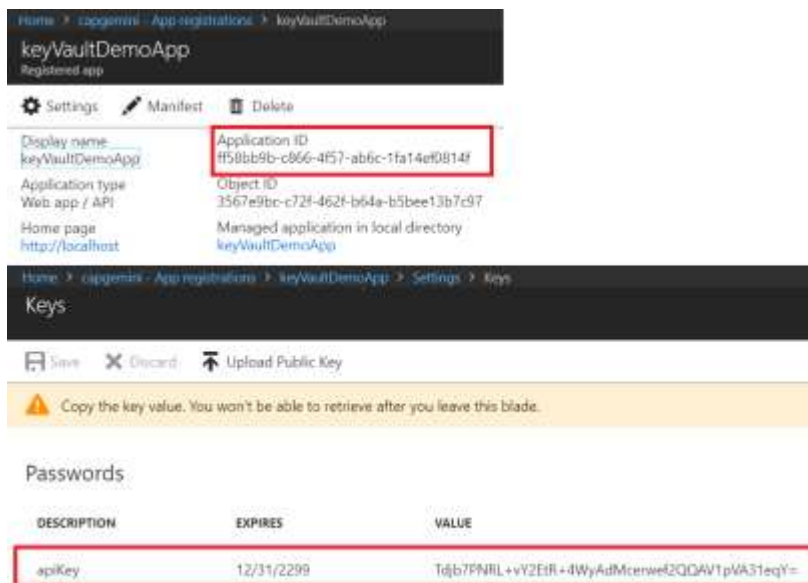 Home > capgemini - App registrations > keyVaultDemoApp
keyVaultDemoApp
Registered app
Settings Manifest Delete
Display name Application ID
keyVaultDemoApp ff58bb9b-c866-4f57-ab6c-1fa14ef0814f
Application type Object ID
Web app / API 3567e9bc-c72f-462f-b64a-b5bee13b7c97
Home page Managed application in local directory
http://localhost keyVaultDemoApp
Home > capgemini - App registrations > keyVaultDemoApp > Settings > Keys
Keys
Save Discard Upload Public Key
Copy the key value. You won't be able to retrieve after you leave this blade.
Passwords
DESCRIPTION EXPIRES VALUE
apiKey 12/31/2299 Tdjb7PNRL+vY2EtR+4WyAdMcerwef2QQAV1pVA31eqY=